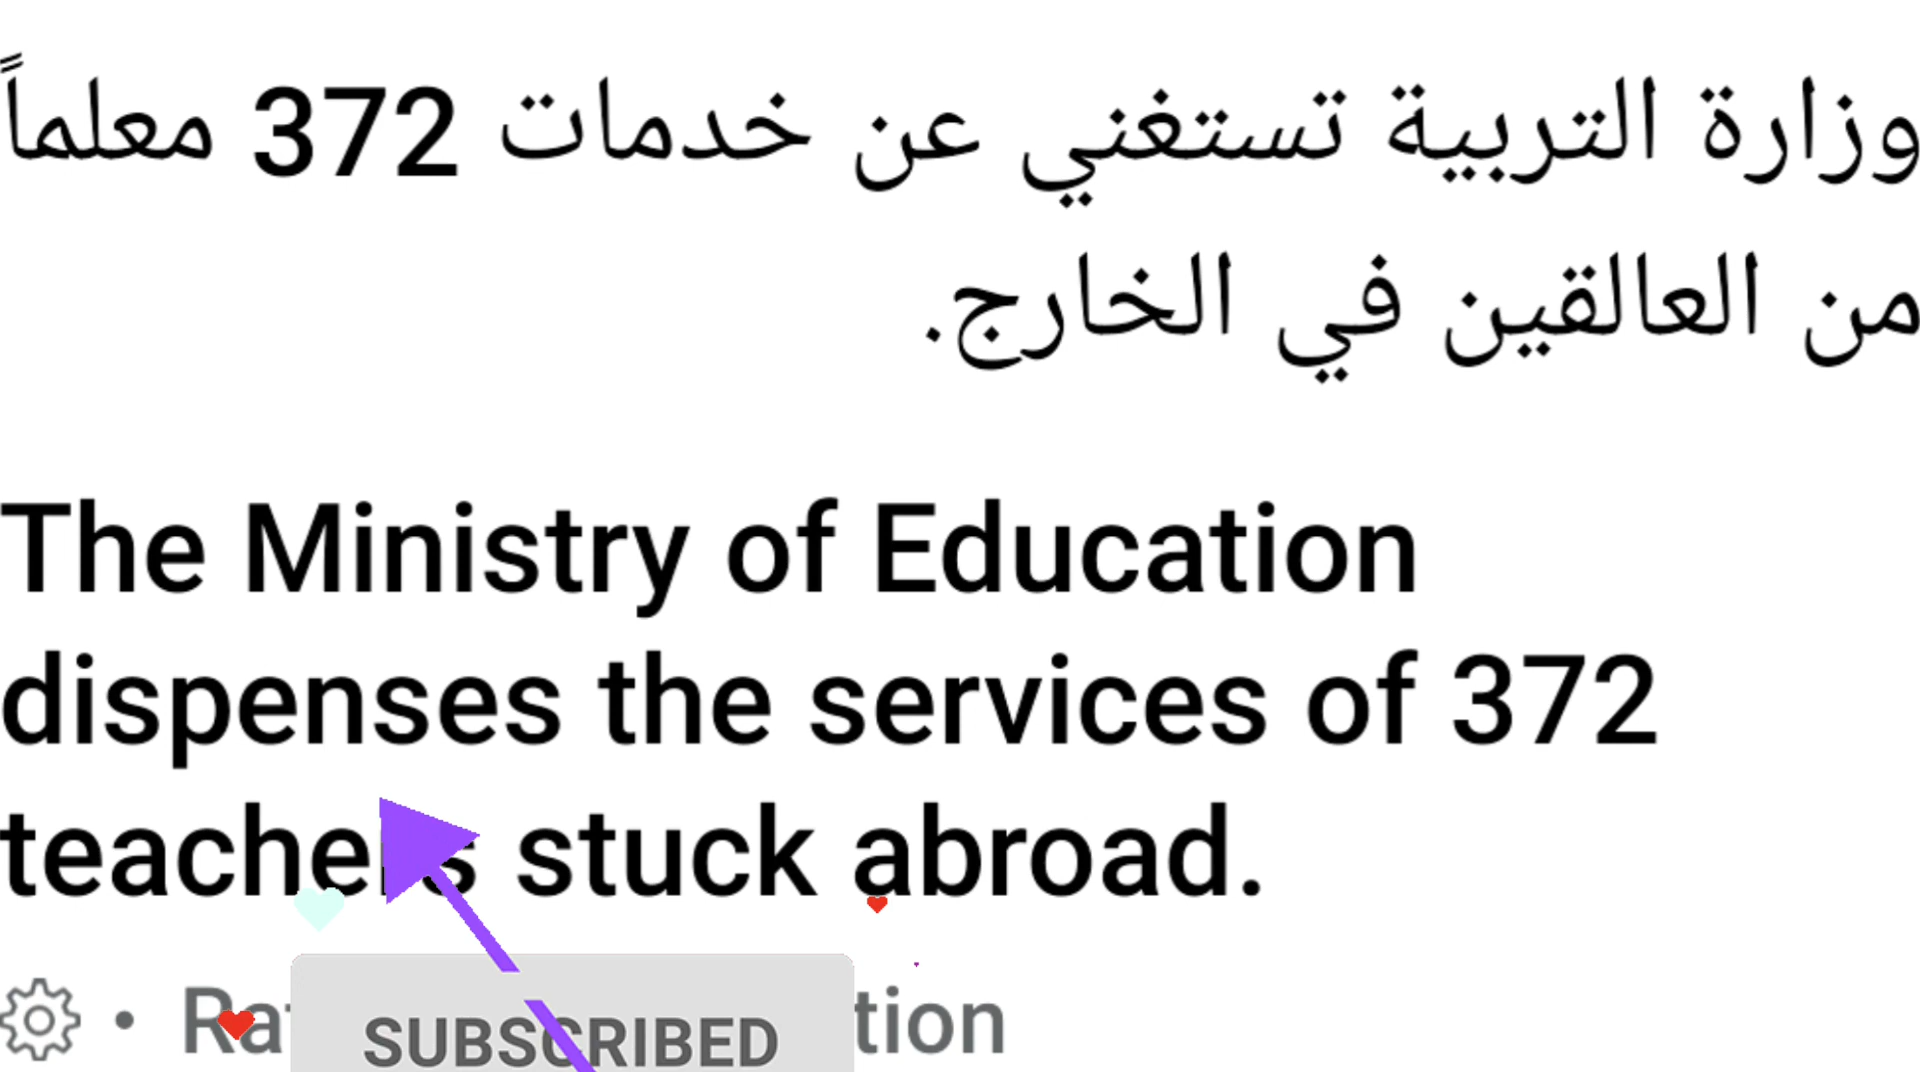 وزارة التربية تستغني عن خدمات 372 معلماً
من العالقين في الخارج.
The Ministry of Education
dispenses the services of 372
teachers stuck abroad.
SUBSCRIBED